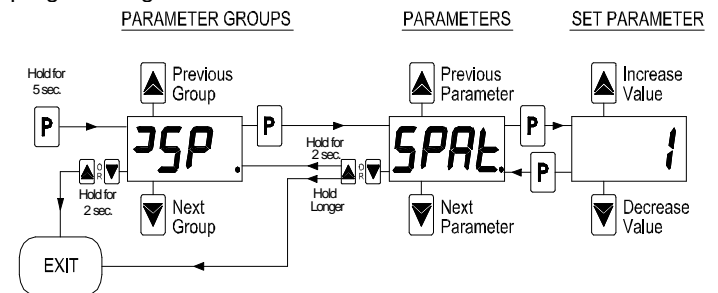 PARAMETER GROUPS
PARAMETERS
SET PARAMETER
Hold for
5 sec.
P
Previous
Group
P
Previous
Parameter
P
Increase
Value
ᆿSP .
Hold for
2 sec.
SPAt.
1
P
OR
Hold for
2 sec.
OR
Hold
Longer
Next
Group
Next
Parameter
Decrease
Value
EXIT